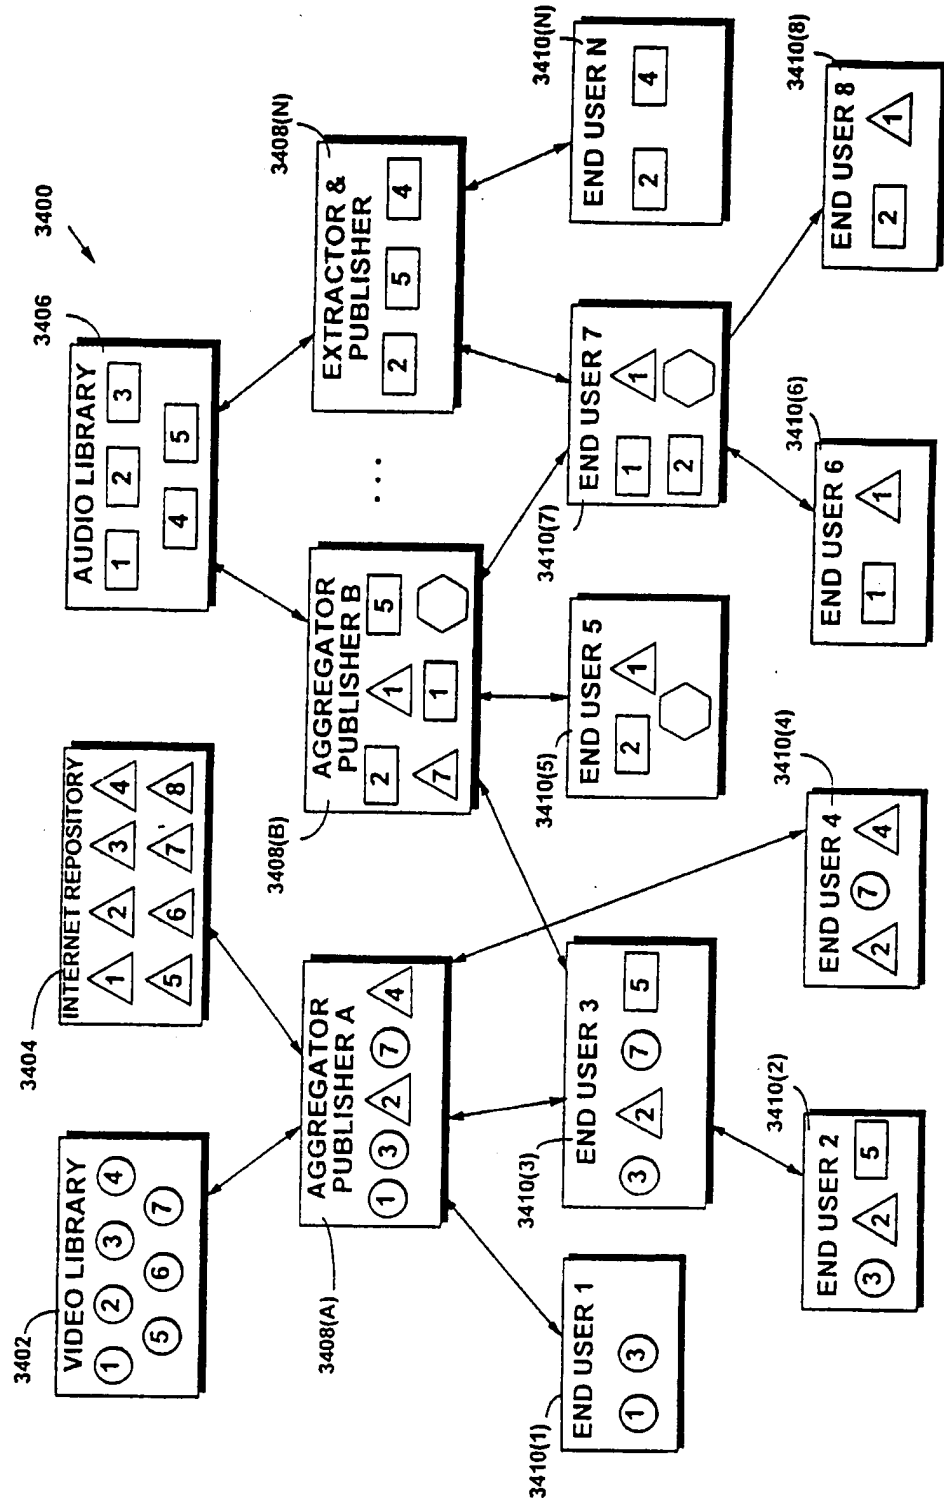 3400
3402
VIDEO LIBRARY
1 2 3 4
5 6 7
3404
INTERNET REPOSITORY
1 2 3 4
5 6 7 8
3406
AUDIO LIBRARY
1 2 3
4 5
3408(A)
AGGREGATOR
PUBLISHER A
1 3 2 7 4
3408(B)
AGGREGATOR
PUBLISHER B
2 1 5
7 1
...
3408(N)
EXTRACTOR &
PUBLISHER
2 5 4
3410(1)
END USER 1
1 3
3410(3)
END USER 3
3 2 7 5
3410(5)
END USER 5
2 1
3410(7)
END USER 7
1 1
2
3410(N)
END USER N
2 4
3410(2)
END USER 2
3 2 5
3410(4)
END USER 4
2 7 4
3410(6)
END USER 6
1 1
3410(8)
END USER 8
2 1